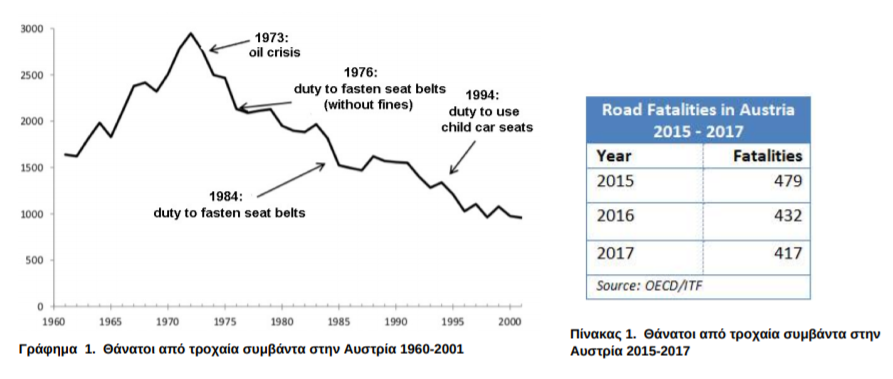 3000
2500
2000
1500
1000
500
0
1960
1965
1970
1975
1980
1985
1990
1995
2000
1973:
oil crisis
1976:
duty to fasten seat belts
(without fines)
1994:
duty to use
child car seats
1984:
duty to fasten seat belts
Γράφημα 1. Θάνατοι από τροχαία συμβάντα στην Αυστρία 1960-2001
Road Fatalities in Austria
2015 - 2017
Year Fatalities
2015 479
2016 432
2017 417
Source: OECD/ITF
Πίνακας 1. Θάνατοι από τροχαία συμβάντα στην
Αυστρία 2015-2017